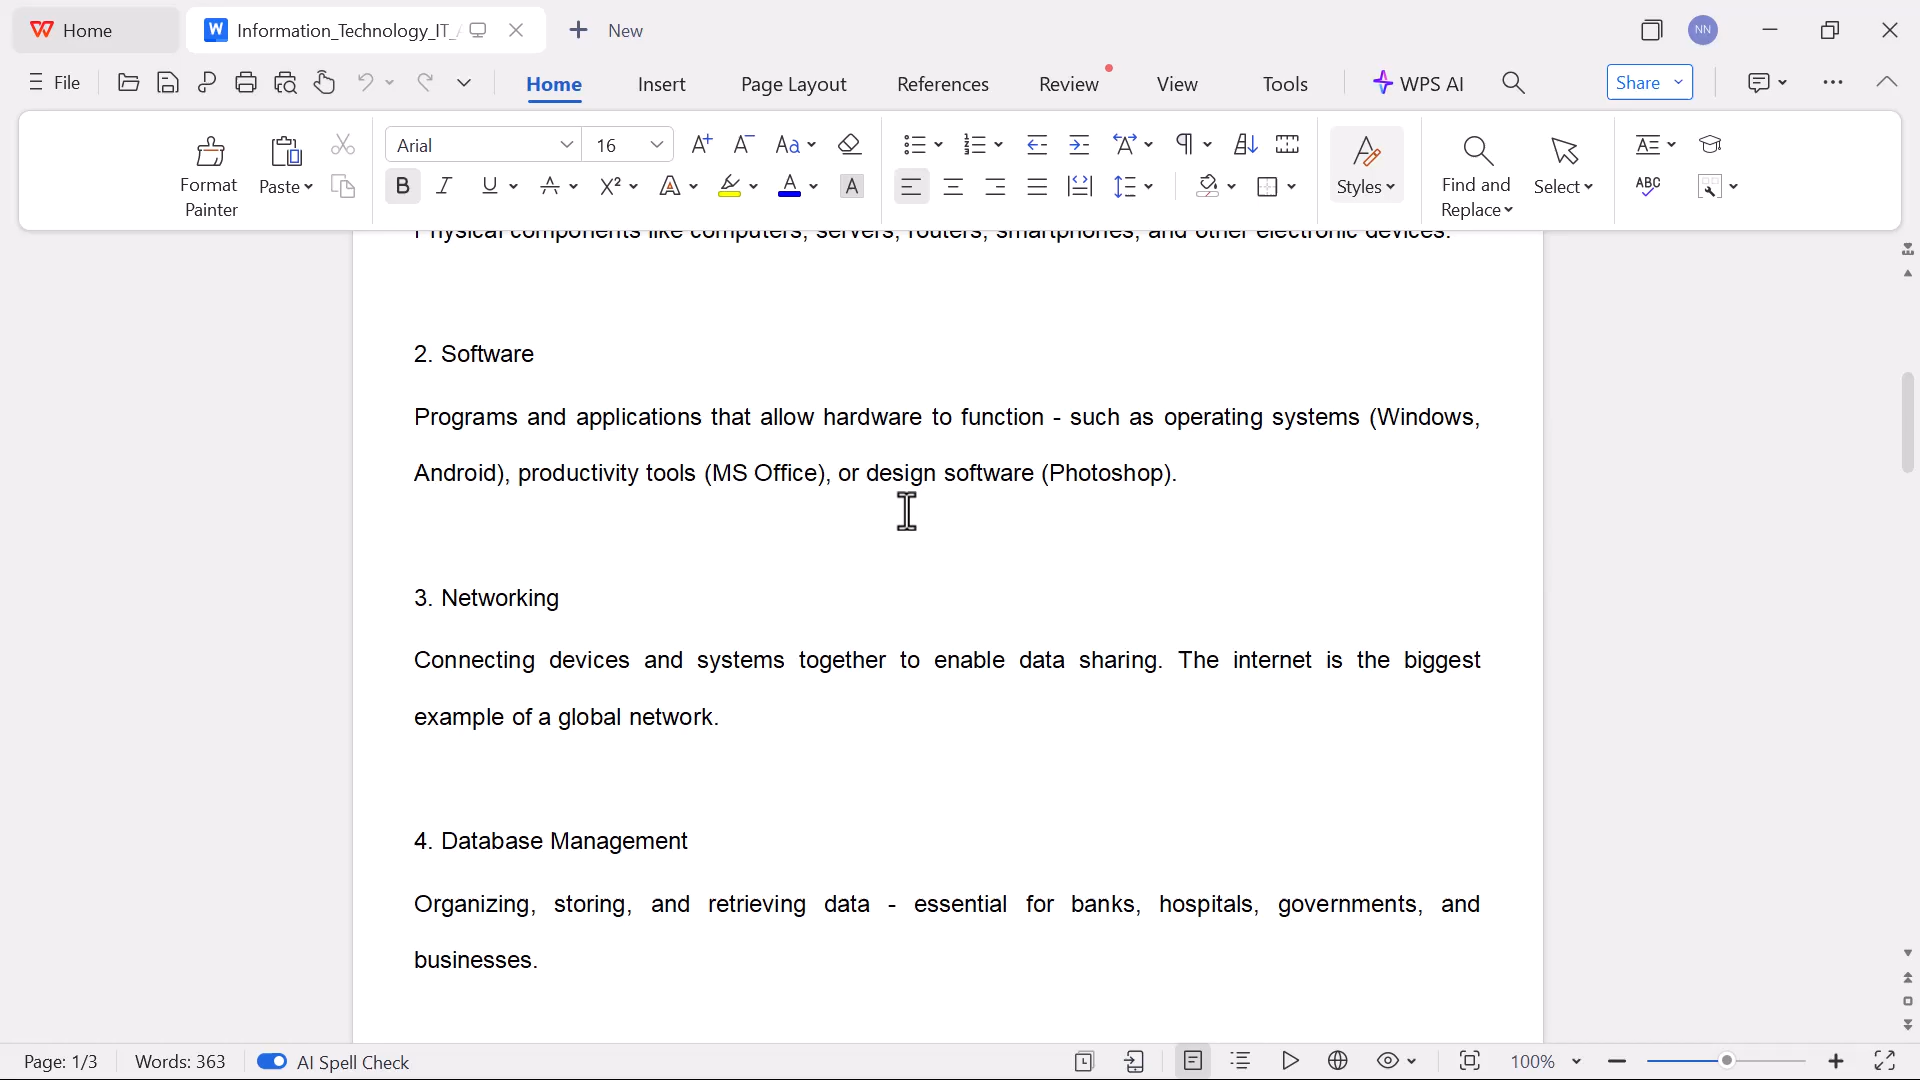 Home
Information_Technology_IT_
New
NN
File
Home
Insert
Page Layout
References
Review
View
Tools
WPS AI
Share
Format
Painter
Paste
Arial
16
Styles
Find and
Replace
Select
ABC
Physical components like computers, servers, routers, smartphones, and other electronic devices.
2. Software
Programs and applications that allow hardware to function - such as operating systems (Windows,
Android), productivity tools (MS Office), or design software (Photoshop).
3. Networking
Connecting devices and systems together to enable data sharing. The internet is the biggest
example of a global network.
4. Database Management
Organizing, storing, and retrieving data - essential for banks, hospitals, governments, and
businesses.
Page: 1/3
Words: 363
AI Spell Check
100%